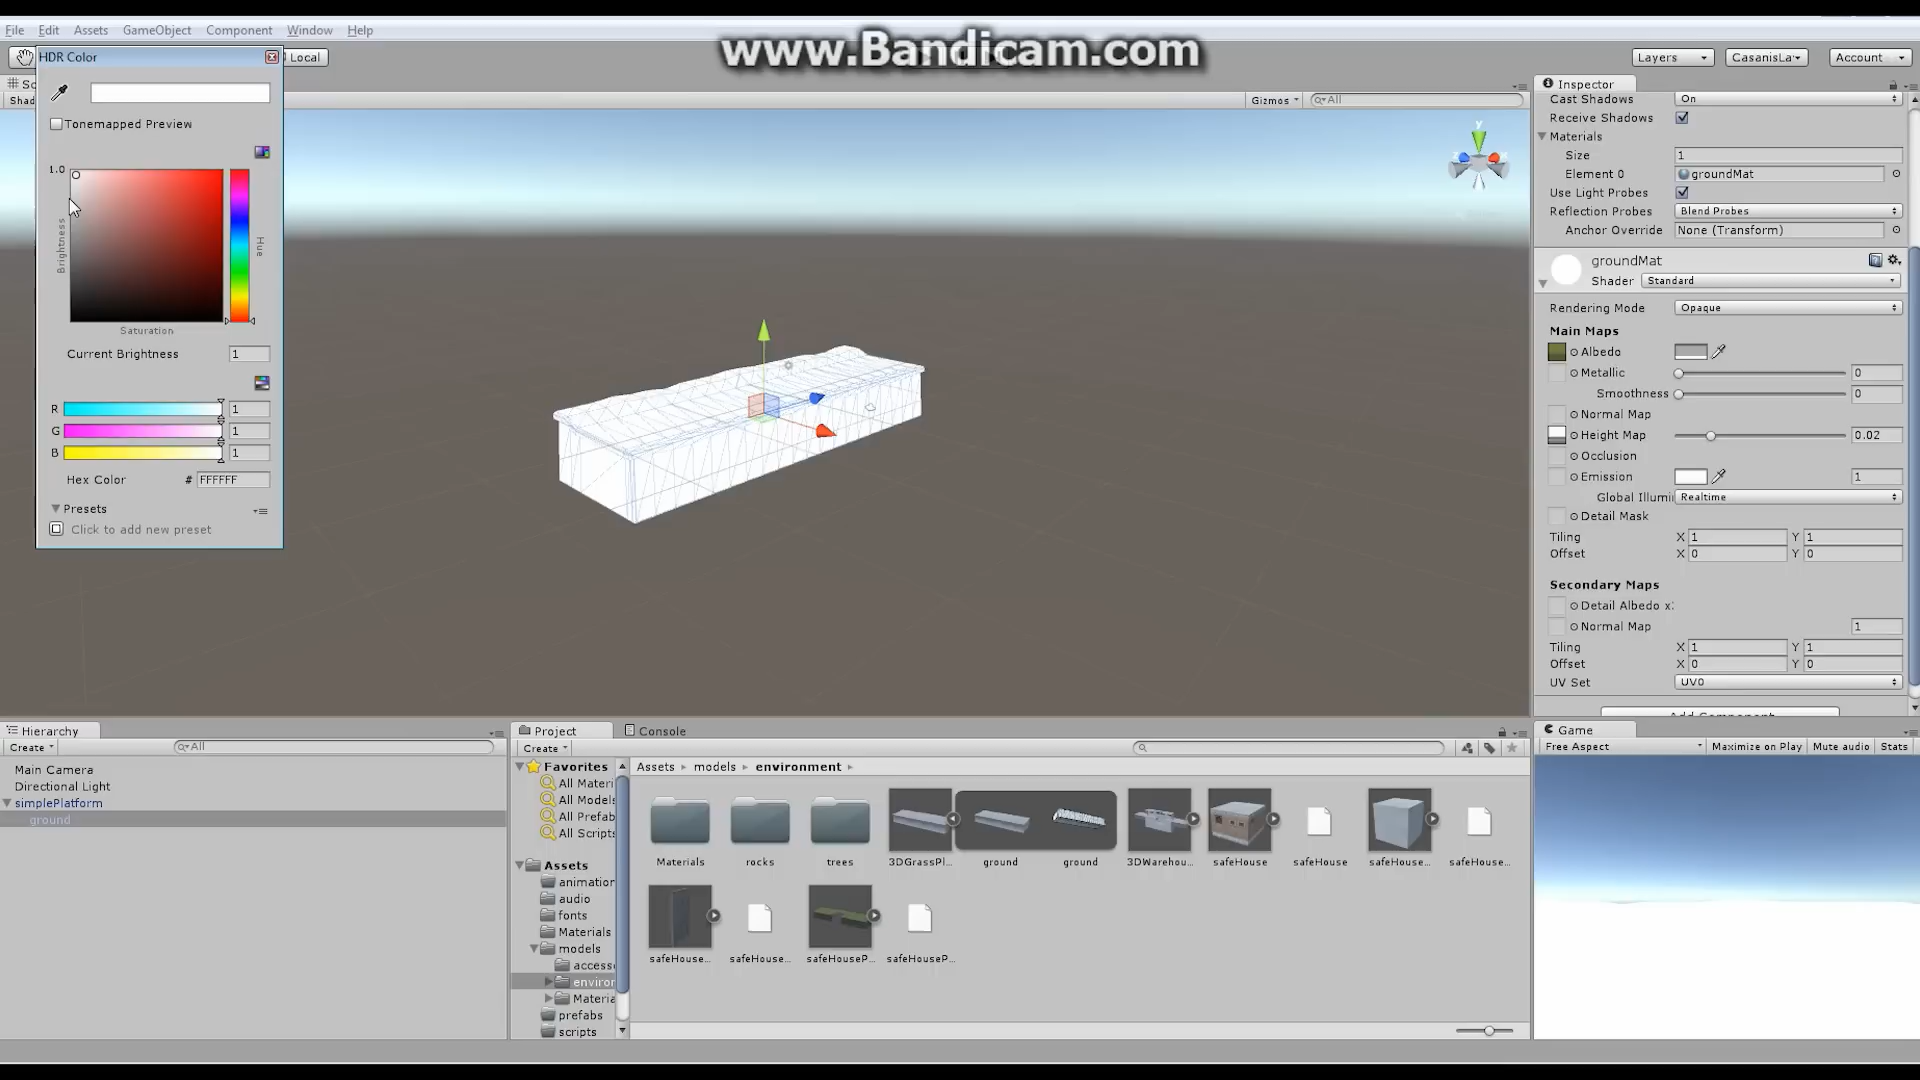 File Edit Assets GameObject Component Window Help
www.Bandicam.com
HDR Color
Local
Layers
CasanisLa
Account
Inspector
Gizmos
All
Tonemapped Preview
1.0
Brightness
Hue
Saturation
Current Brightness 1
R 1
G 1
B 1
Hex Color # FFFFFF
Presets
Click to add new preset
y
Cast Shadows On
Receive Shadows
Materials
Size 1
Element 0 groundMat
Use Light Probes
Reflection Probes Blend Probes
Anchor Override None (Transform)
groundMat
Shader Standard
Rendering Mode Opaque
Main Maps
Albedo
Metallic 0
Smoothness 0
Normal Map
Height Map 0.02
Occlusion
Emission 1
Global Illumi Realtime
Detail Mask
Tiling X 1 Y 1
Offset X 0 Y 0
Secondary Maps
Detail Albedo x
Normal Map 1
Tiling X 1 Y 1
Offset X 0 Y 0
UV Set UV0
Hierarchy
Create All
Main Camera
Directional Light
simplePlatform
ground
Project Console
Create
Favorites
All Materi
All Models
All Prefab
All Scripts
Assets
animation
audio
fonts
Materials
models
access
enviror
Materia
prefabs
scripts
Assets models environment
Materials rocks trees 3DGrassPl... ground ground 3DWarehou... safeHouse safeHouse safeHouse... safeHouse...
safeHouse... safeHouse... safeHouseP... safeHouseP...
Game
Free Aspect Maximize on Play Mute audio Stats